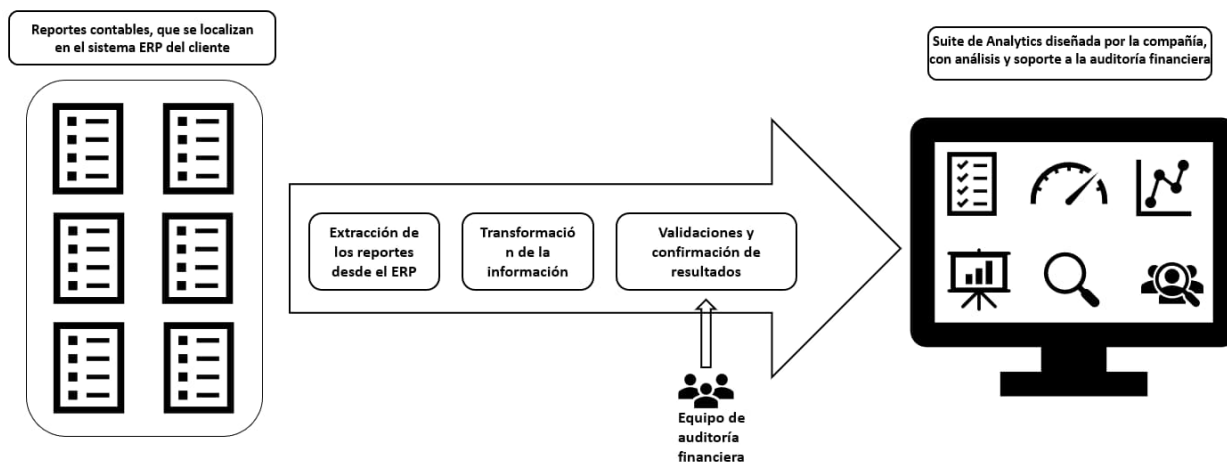 Reportes contables, que se localizan
en el sistema ERP del cliente
Suite de Analytics diseñada por la compañía,
con análisis y soporte a la auditoría financiera
Extracción de
los reportes
desde el ERP
Transformació
n de la
información
Validaciones y
confirmación de
resultados
Equipo de
auditoría
financiera